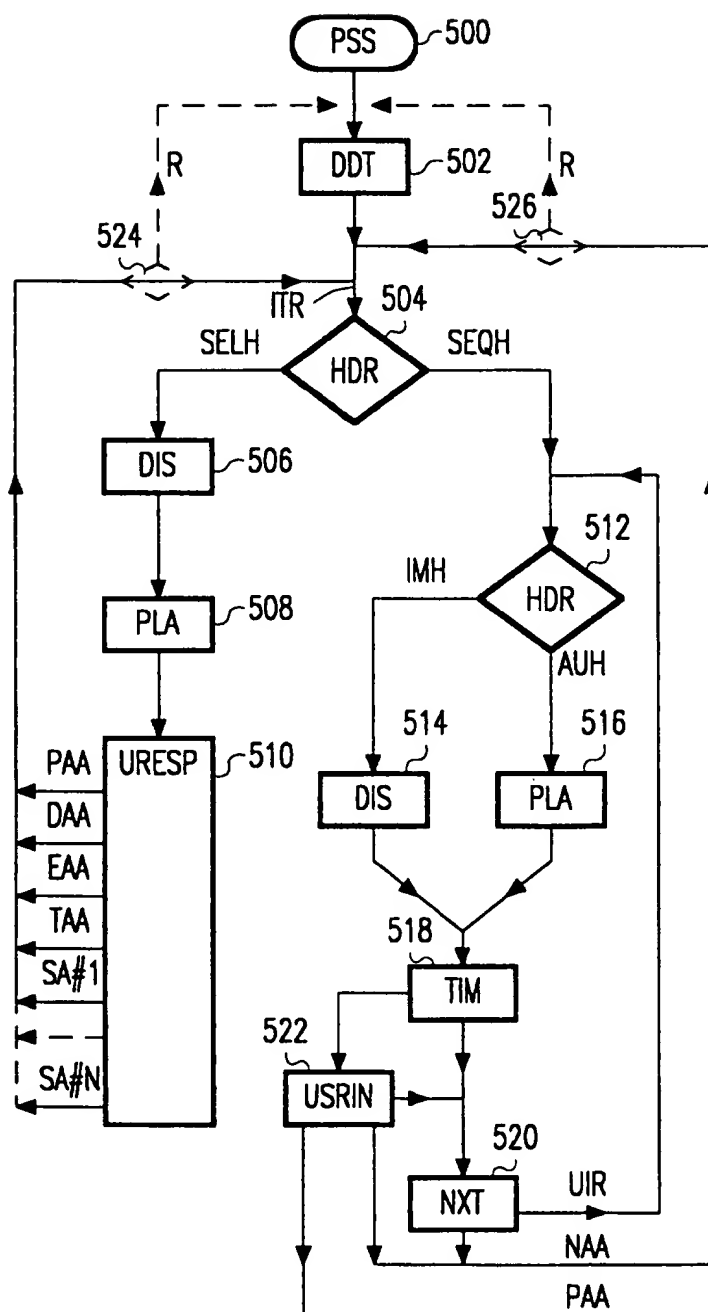 PSS 500
R R
DDT 502
524 526
ITR 504
SELH HDR SEQH
DIS 506
512
IMH HDR
PLA 508
AUH
514 516
URESP 510
PAA
DIS PLA
DAA
EAA
TAA
518
SA#1 TIM
522
SA#N USRIN
520
NXT UIR
NAA
PAA